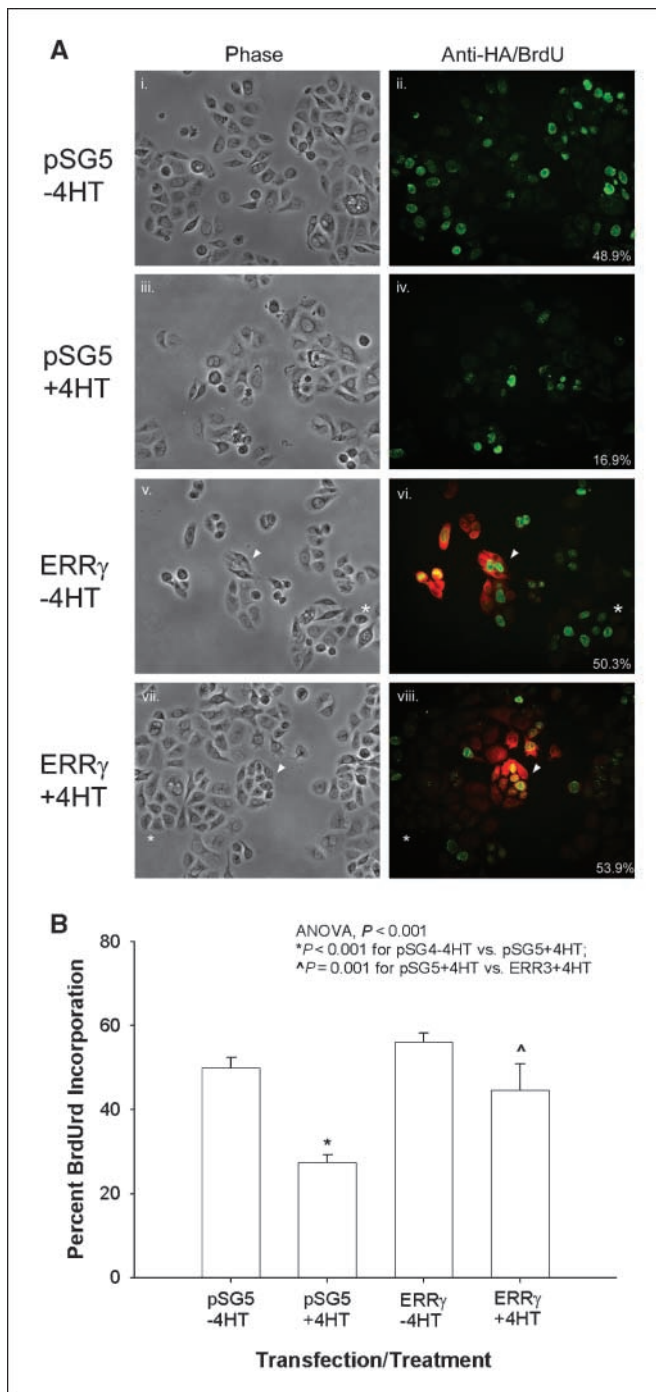 A
Phase
Anti-HA/BrdU
pSG5
-4HT
i.
ii.
48.9%
pSG5
+4HT
iii.
iv.
16.9%
ERRγ
-4HT
v.
*
vi.
*
50.3%
ERRγ
+4HT
vii.
*
viii.
*
53.9%
B
ANOVA, P < 0.001
*P < 0.001 for pSG4-4HT vs. pSG5+4HT;
^P = 0.001 for pSG5+4HT vs. ERR3+4HT
Percent BrdUrd Incorporation
80
60
40
20
0
*
^
pSG5
-4HT
pSG5
+4HT
ERRγ
-4HT
ERRγ
+4HT
Transfection/Treatment